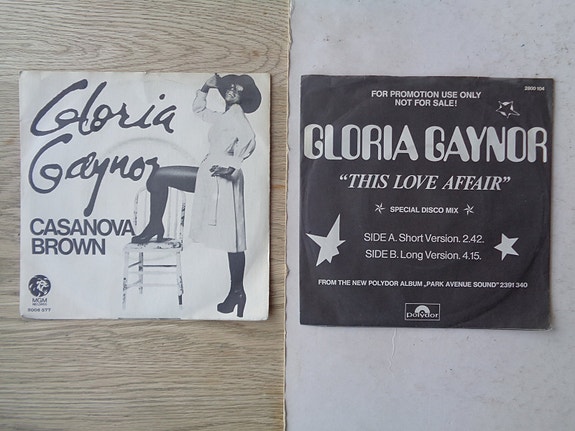 Gloria
Gaynor
CASANOVA
BROWN
MGM
RECORDS
2006 577
2800 104
FOR PROMOTION USE ONLY
NOT FOR SALE!
GLORIA GAYNOR
"THIS LOVE AFFAIR"
SPECIAL DISCO MIX
SIDE A. Short Version. 2.42.
SIDE B. Long Version. 4.15.
FROM THE NEW POLYDOR ALBUM „PARK AVENUE SOUND" 2391 340
polydor